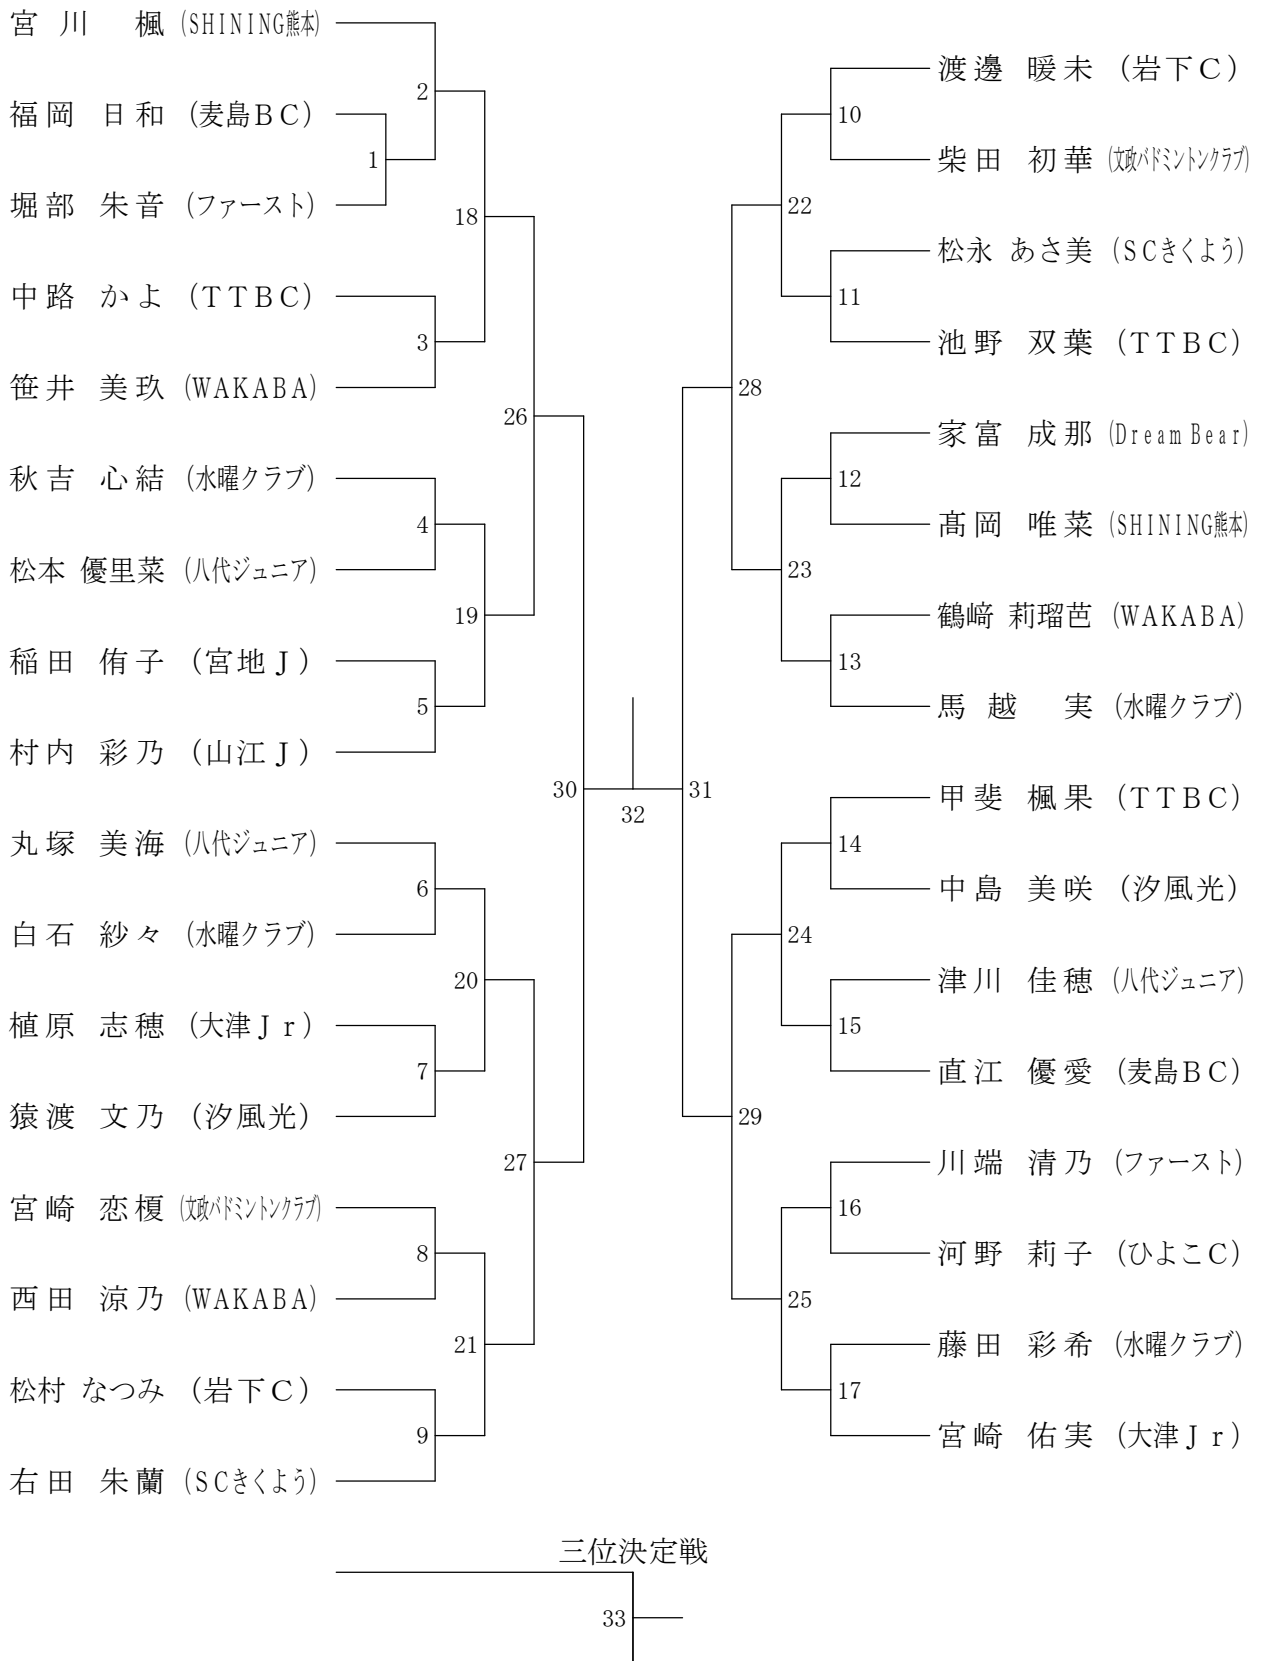 宮川 楓 (SHINING熊本)
福岡 日和 (麦島BC)
堀部 朱音 (ファースト)
中路 かよ (TTBC)
笹井 美玖 (WAKABA)
秋吉 心結 (水曜クラブ)
松本 優里菜 (八代ジュニア)
稲田 侑子 (宮地J)
村内 彩乃 (山江J)
丸塚 美海 (八代ジュニア)
白石 紗々 (水曜クラブ)
植原 志穂 (大津Jr)
猿渡 文乃 (汐風光)
宮崎 恋榎 (文政バドミントンクラブ)
西田 涼乃 (WAKABA)
松村 なつみ (岩下C)
右田 朱蘭 (SCきくよう)
1
2
3
4
5
6
7
8
9
18
19
20
21
26
27
30
32
31
28
29
22
23
24
25
10
11
12
13
14
15
16
17
渡邊 暖未 (岩下C)
柴田 初華 (文政バドミントンクラブ)
松永 あさ美 (SCきくよう)
池野 双葉 (TTBC)
家富 成那 (Dream Bear)
髙岡 唯菜 (SHINING熊本)
鶴﨑 莉瑠芭 (WAKABA)
馬越 実 (水曜クラブ)
甲斐 楓果 (TTBC)
中島 美咲 (汐風光)
津川 佳穂 (八代ジュニア)
直江 優愛 (麦島BC)
川端 清乃 (ファースト)
河野 莉子 (ひよこC)
藤田 彩希 (水曜クラブ)
宮崎 佑実 (大津Jr)
三位決定戦
33